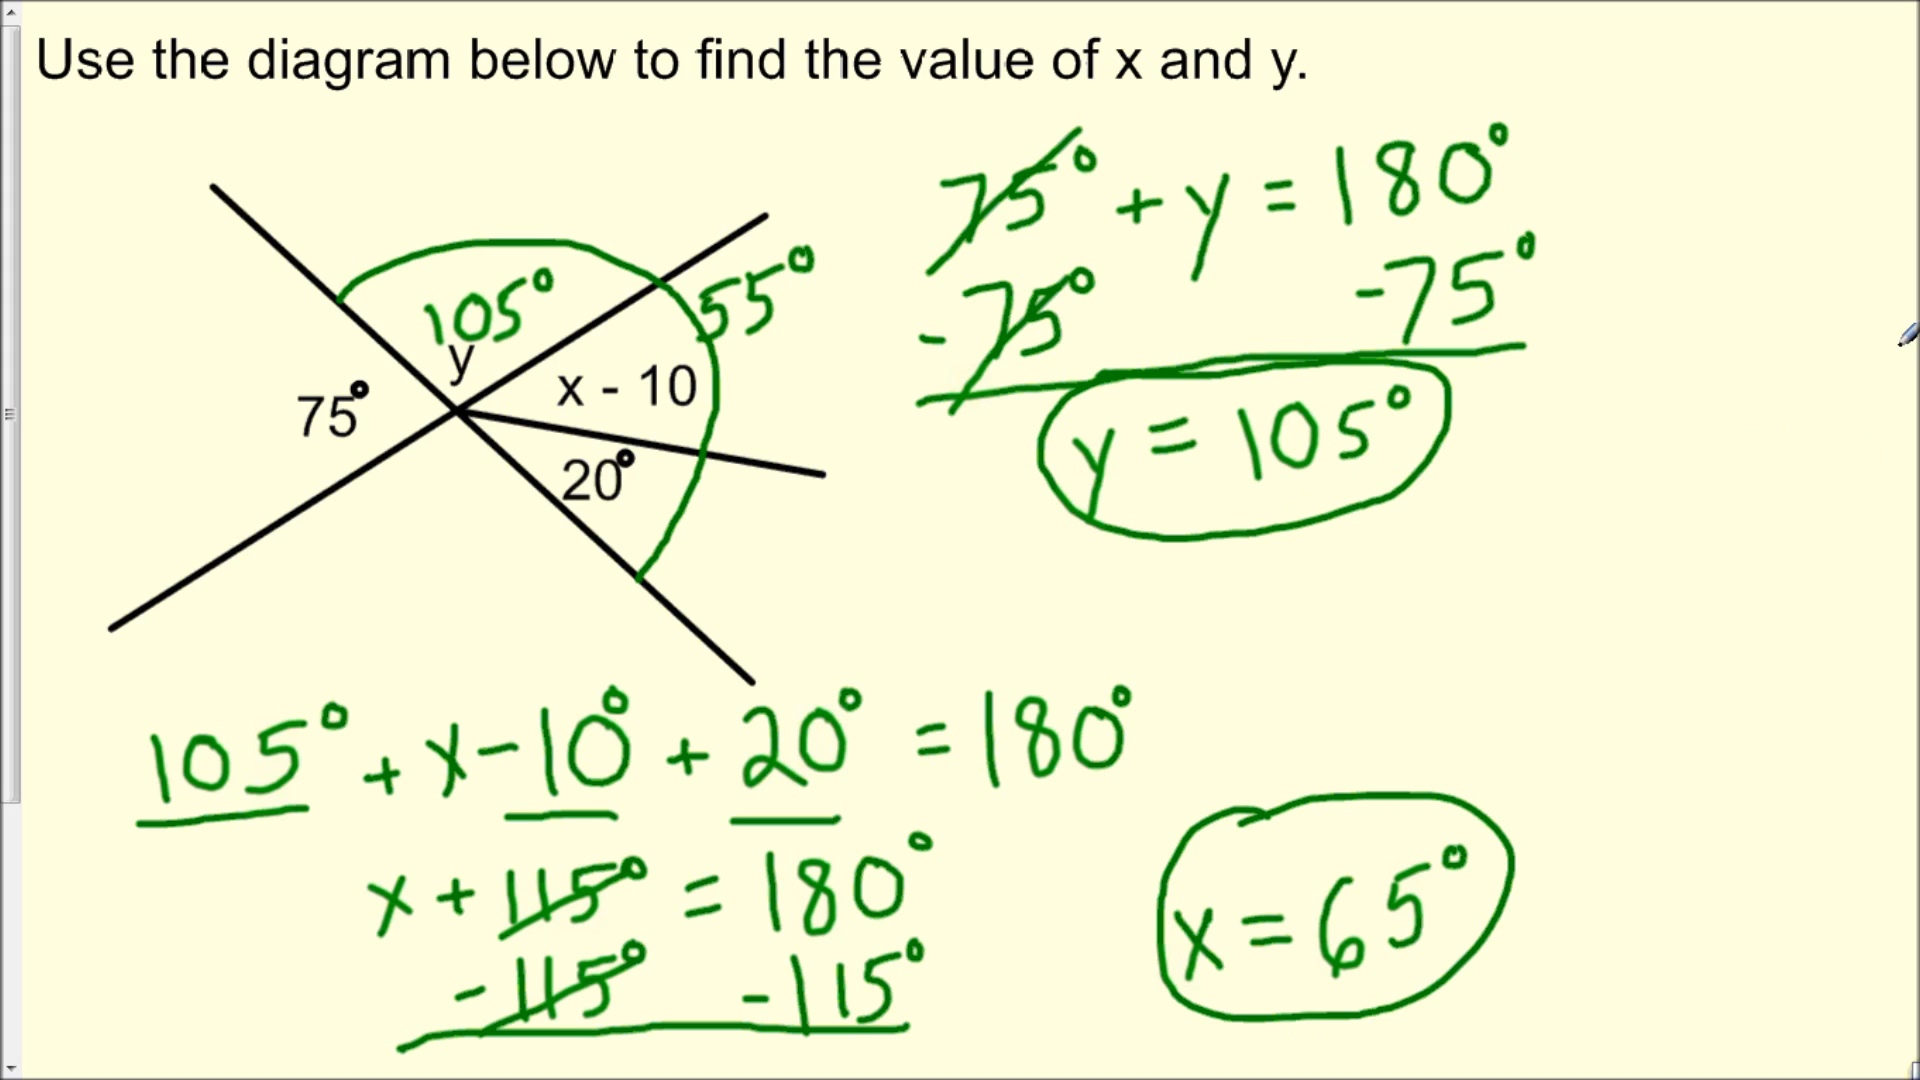 Use the diagram below to find the value of x and y.
75° + y = 180°
- 75° -75°
y = 105°
105°
55°
y
75°
x - 10
20°
105° + x - 10° + 20° = 180°
x + 115° = 180°
- 115° - 115°
x = 65°